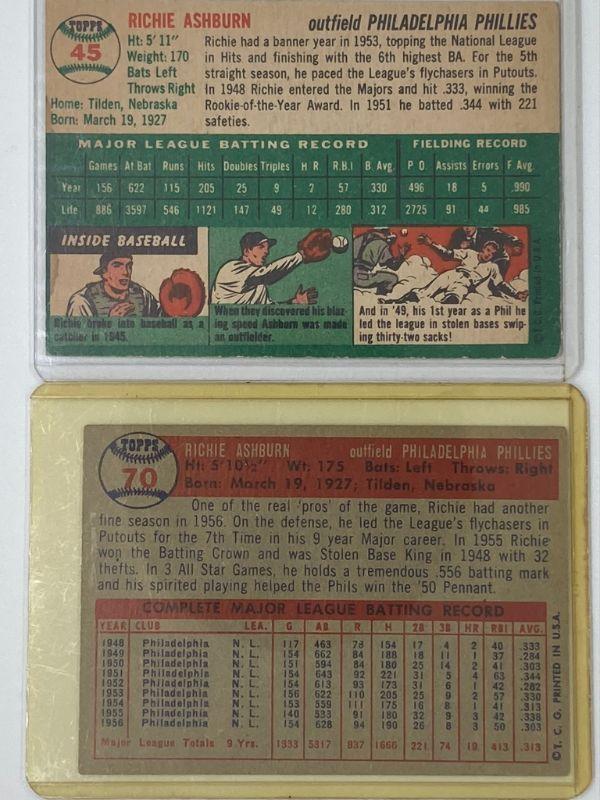 TOPPS
45
RICHIE ASHBURN outfield PHILADELPHIA PHILLIES
Ht: 5' 11"
Weight: 170
Bats Left
Throws Right
Home: Tilden, Nebraska
Born: March 19, 1927
Richie had a banner year in 1953, topping the National League
in Hits and finishing with the 6th highest BA. For the 5th
straight season, he paced the League's flychasers in Putouts.
In 1948 Richie entered the Majors and hit .333, winning the
Rookie-of-the-Year Award. In 1951 he batted .344 with 221
safeties.
MAJOR LEAGUE BATTING RECORD FIELDING RECORD
Games At Bat Runs Hits Doubles Triples H R R.B.I B. Avg. P O Assists Errors F. Avg.
Year 156 622 115 205 25 9 2 57 .330 496 18 5 .990
Life 886 3597 546 1121 147 49 12 280 .312 2725 91 44 .985
INSIDE BASEBALL
Richie broke into baseball as a
catcher in 1945.
When they discovered his blaz-
ing speed Ashburn was made
an outfielder.
And in '49, his 1st year as a Phil he
led the league in stolen bases swip-
ing thirty-two sacks!
© T. C. G. Printed in U.S.A.
TOPPS
70
RICHIE ASHBURN outfield PHILADELPHIA PHILLIES
Ht: 5' 10½" Wt: 175 Bats: Left Throws: Right
Born: March 19, 1927; Tilden, Nebraska
One of the real 'pros' of the game, Richie had another
fine season in 1956. On the defense, he led the League's flychasers in
Putouts for the 7th Time in his 9 year Major career. In 1955 Richie
won the Batting Crown and was Stolen Base King in 1948 with 32
thefts. In 3 All Star Games, he holds a tremendous .556 batting mark
and his spirited playing helped the Phils win the '50 Pennant.
COMPLETE MAJOR LEAGUE BATTING RECORD
YEAR CLUB LEA. G AB R H 2B 3B HR RBI AVG.
1948 Philadelphia N. L. 117 463 78 154 17 4 2 40 .333
1949 Philadelphia N. L. 154 662 84 188 18 11 1 37 .284
1950 Philadelphia N. L. 151 594 84 180 25 14 2 41 .303
1951 Philadelphia N. L. 154 643 92 221 31 5 4 63 .344
1952 Philadelphia N. L. 154 613 93 173 31 6 1 42 .282
1953 Philadelphia N. L. 156 622 110 205 25 9 2 57 .330
1954 Philadelphia N. L. 153 559 111 175 16 8 1 41 .313
1955 Philadelphia N. L. 140 533 91 180 32 9 3 42 .338
1956 Philadelphia N. L. 154 628 94 190 26 8 3 50 .303
Major League Totals 9 Yrs. 1333 5317 837 1666 221 74 19 413 .313
© T. C. G. PRINTED IN U.S.A.